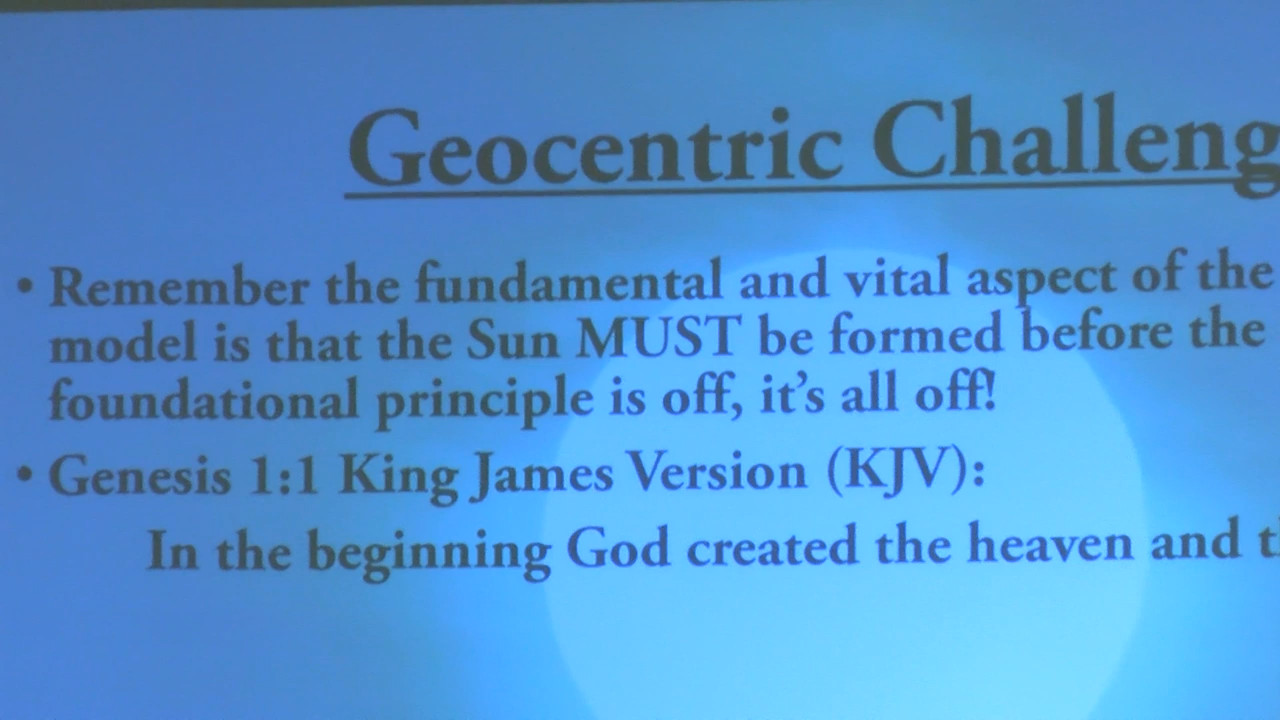 Geocentric Challeng
• Remember the fundamental and vital aspect of the
model is that the Sun MUST be formed before the
foundational principle is off, it's all off!
• Genesis 1:1 King James Version (KJV):
In the beginning God created the heaven and t